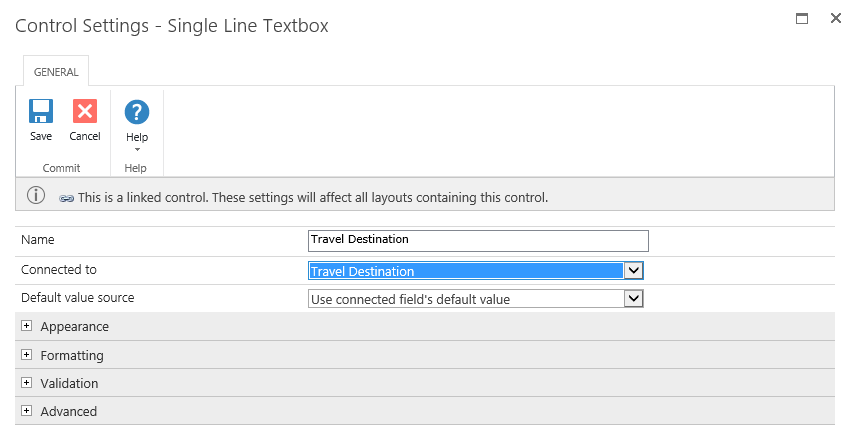 Control Settings - Single Line Textbox
GENERAL
Save Cancel Help
Commit Help
This is a linked control. These settings will affect all layouts containing this control.
Name Travel Destination
Connected to Travel Destination
Default value source Use connected field's default value
Appearance
Formatting
Validation
Advanced